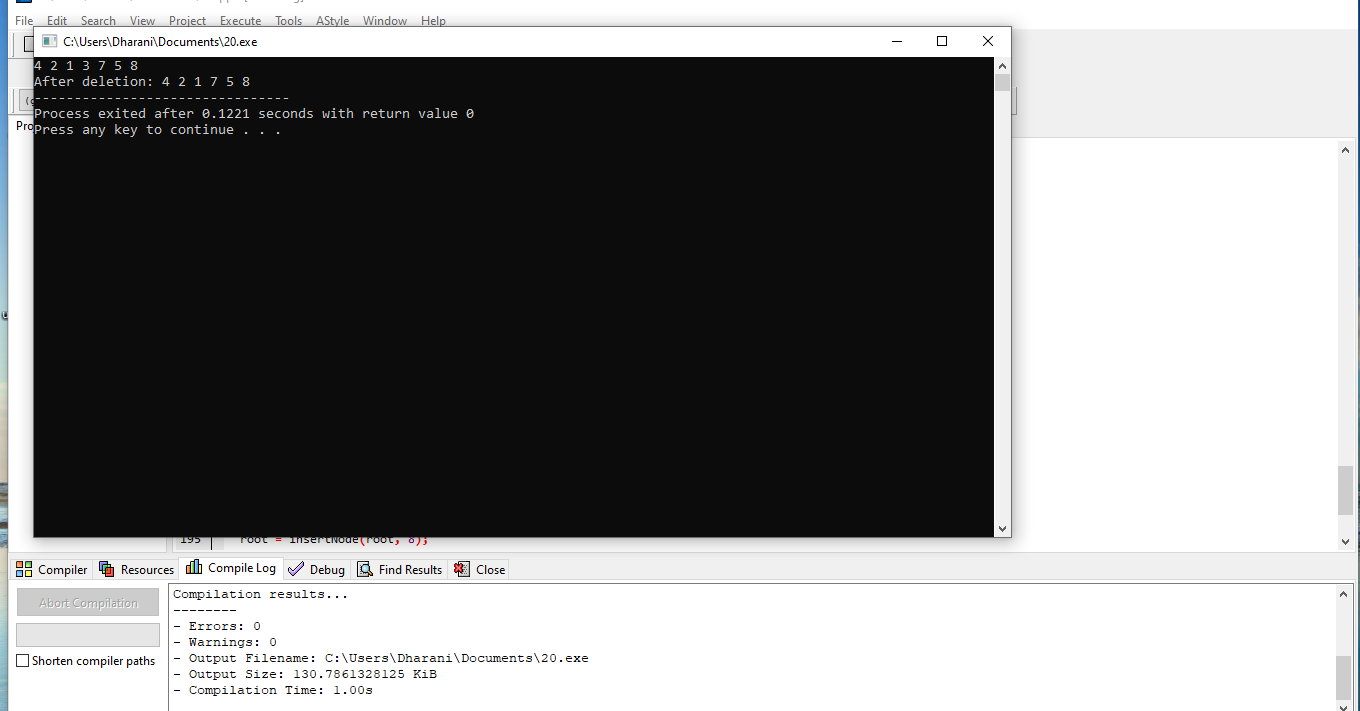 File Edit Search View Project Execute Tools AStyle Window Help
C:\Users\Dharani\Documents\20.exe
4 2 1 3 7 5 8
After deletion: 4 2 1 7 5 8
--------------------------------
Process exited after 0.1221 seconds with return value 0
Press any key to continue . . .
(g
Pro
195 root = insertNode(root, 8);
Compiler Resources Compile Log Debug Find Results Close
Abort Compilation
Shorten compiler paths
Compilation results...
--------
- Errors: 0
- Warnings: 0
- Output Filename: C:\Users\Dharani\Documents\20.exe
- Output Size: 130.7861328125 KiB
- Compilation Time: 1.00s